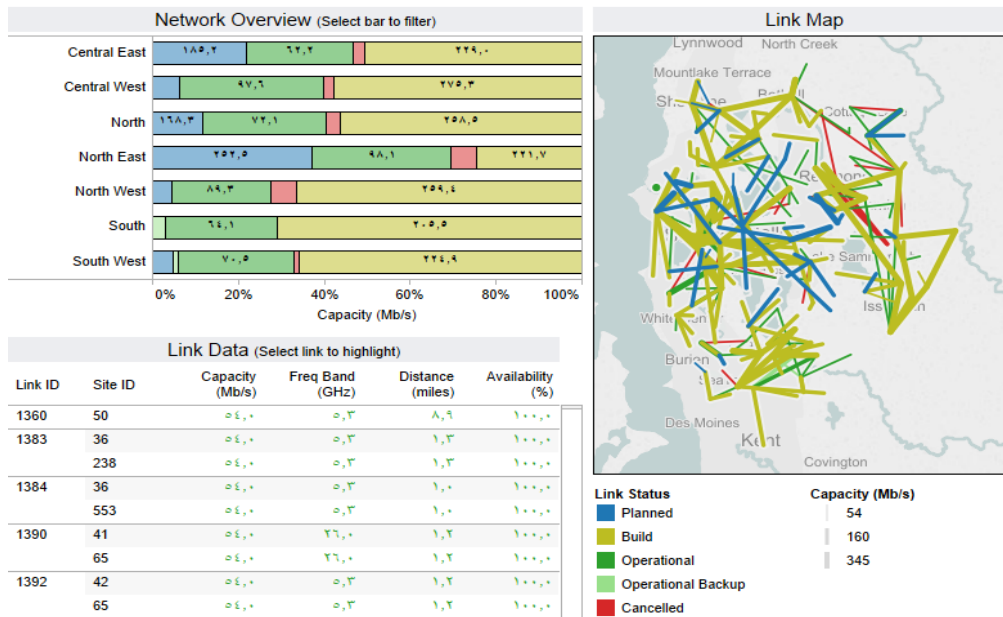 Network Overview (Select bar to filter)
Central East ١٨٥,٢ ٦٢,٢ ٢٢٩,٠
Central West ٩٧,٦ ٢٧٥,٣
North ١٦٨,٣ ٧٢,١ ٢٥٨,٥
North East ٢٥٢,٥ ٩٨,١ ٢٢١,٧
North West ٨٩,٣ ٢٥٩,٤
South ٦٤,١ ٢٠٥,٥
South West ٧٠,٥ ٢٢٤,٩
0% 20% 40% 60% 80% 100%
Capacity (Mb/s)
Link Data (Select link to highlight)
Link ID Site ID Capacity (Mb/s) Freq Band (GHz) Distance (miles) Availability (%)
1360 50 ٥٤,٠ ٥,٣ ٨,٩ ١٠٠,٠
1383 36 ٥٤,٠ ٥,٣ ١,٣ ١٠٠,٠
238 ٥٤,٠ ٥,٣ ١,٣ ١٠٠,٠
1384 36 ٥٤,٠ ٥,٣ ١,٠ ١٠٠,٠
553 ٥٤,٠ ٥,٣ ١,٠ ١٠٠,٠
1390 41 ٥٤,٠ ٢٦,٠ ١,٢ ١٠٠,٠
65 ٥٤,٠ ٢٦,٠ ١,٢ ١٠٠,٠
1392 42 ٥٤,٠ ٥,٣ ١,٢ ١٠٠,٠
65 ٥٤,٠ ٥,٣ ١,٢ ١٠٠,٠
Link Map
Lynnwood North Creek
Mountlake Terrace
Burien
Des Moines
Kent
Covington
Link Status
Planned
Build
Operational
Operational Backup
Cancelled
Capacity (Mb/s)
54
160
345